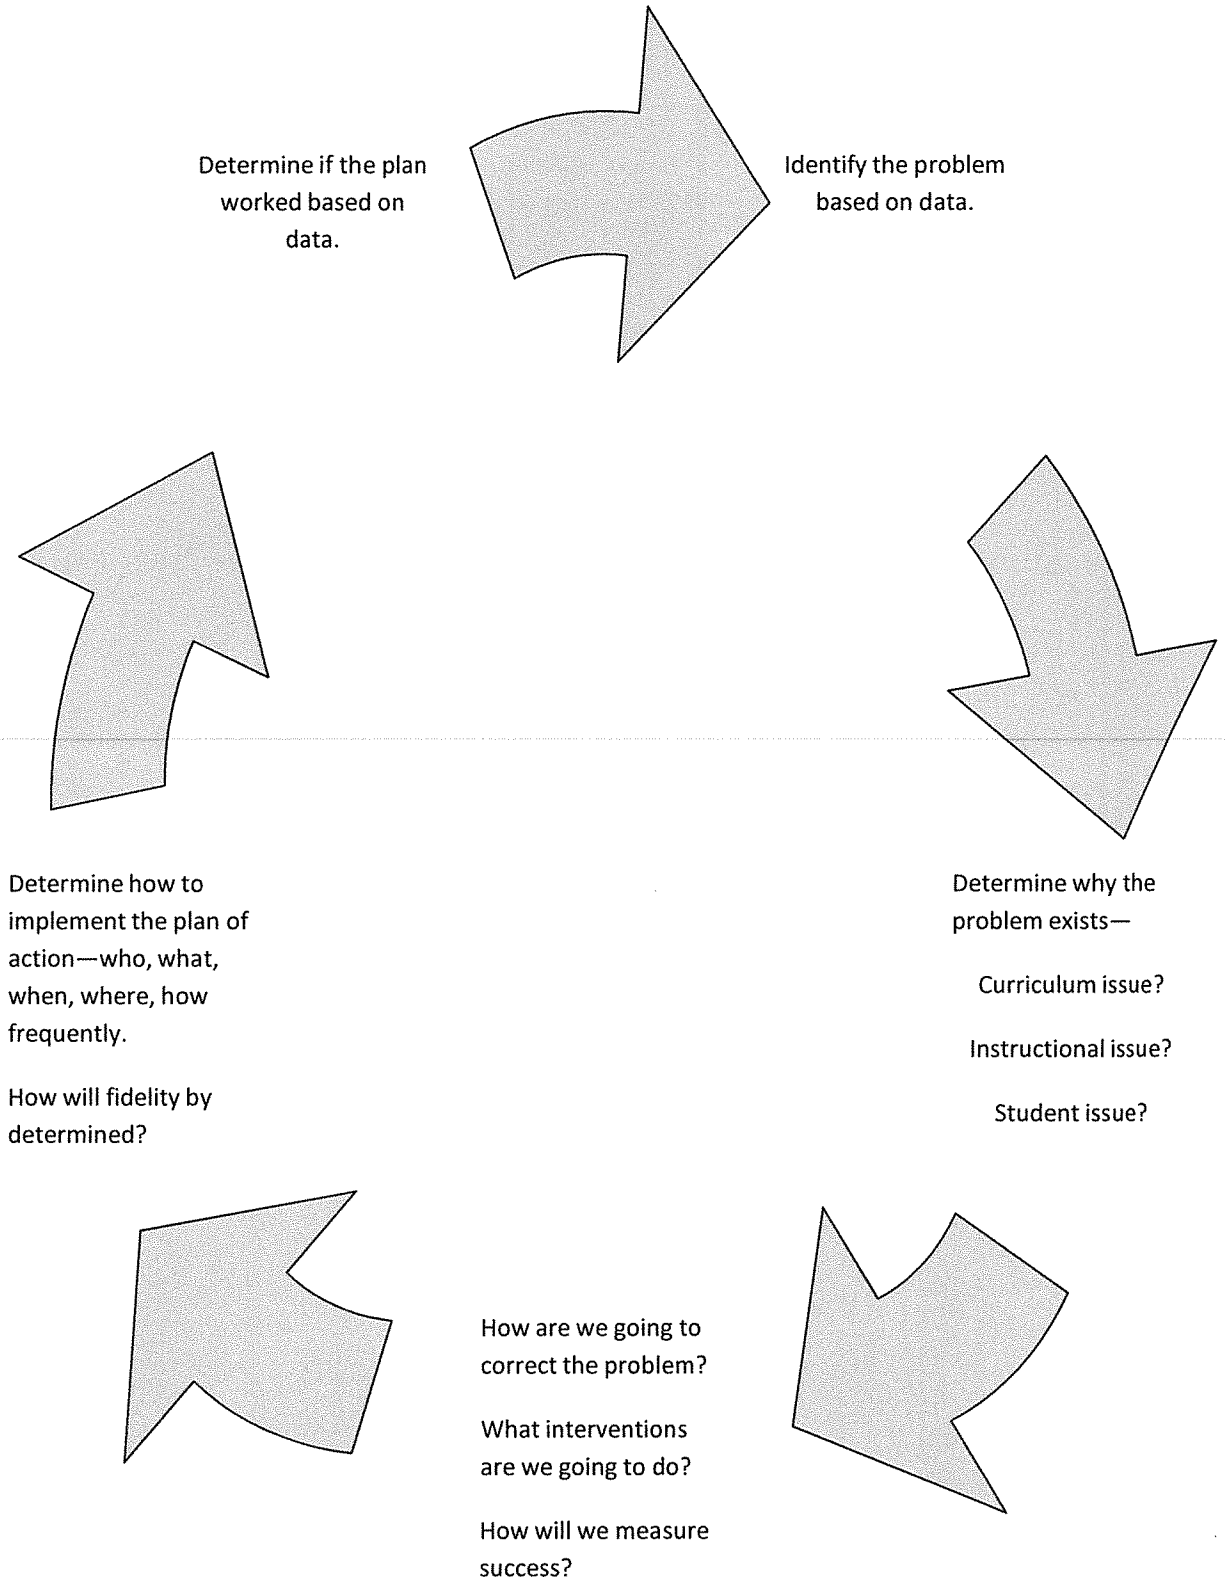 Determine if the plan
worked based on
data.
Identify the problem
based on data.
Determine why the
problem exists—
Curriculum issue?
Instructional issue?
Student issue?
How are we going to
correct the problem?
What interventions
are we going to do?
How will we measure
success?
Determine how to
implement the plan of
action—who, what,
when, where, how
frequently.
How will fidelity by
determined?